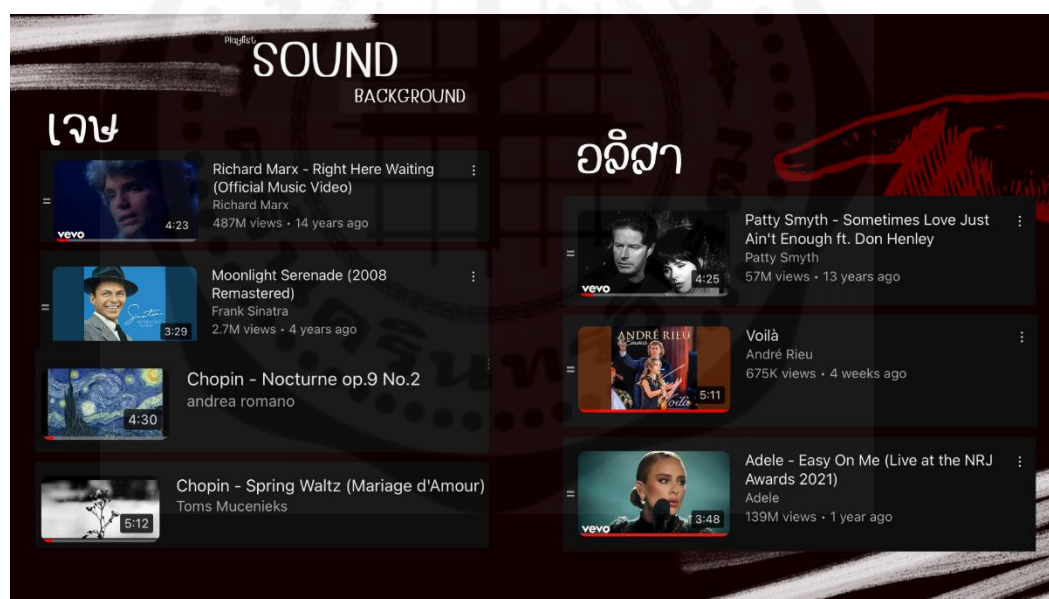 Playlist
SOUND
BACKGROUND
เจษ
Richard Marx - Right Here Waiting
(Official Music Video)
Richard Marx
487M views • 14 years ago
4:23
vevo
Moonlight Serenade (2008
Remastered)
Frank Sinatra
2.7M views • 4 years ago
Sinatra
3:29
Chopin - Nocturne op.9 No.2
andrea romano
4:30
Chopin - Spring Waltz (Mariage d'Amour)
Toms Mucenieks
5:12
อลิสา
Patty Smyth - Sometimes Love Just
Ain't Enough ft. Don Henley
Patty Smyth
57M views • 13 years ago
4:25
vevo
Voilà
André Rieu
675K views • 4 weeks ago
ANDRÉ RIEU
Emma
Voilà
5:11
Adele - Easy On Me (Live at the NRJ
Awards 2021)
Adele
139M views • 1 year ago
3:48
vevo